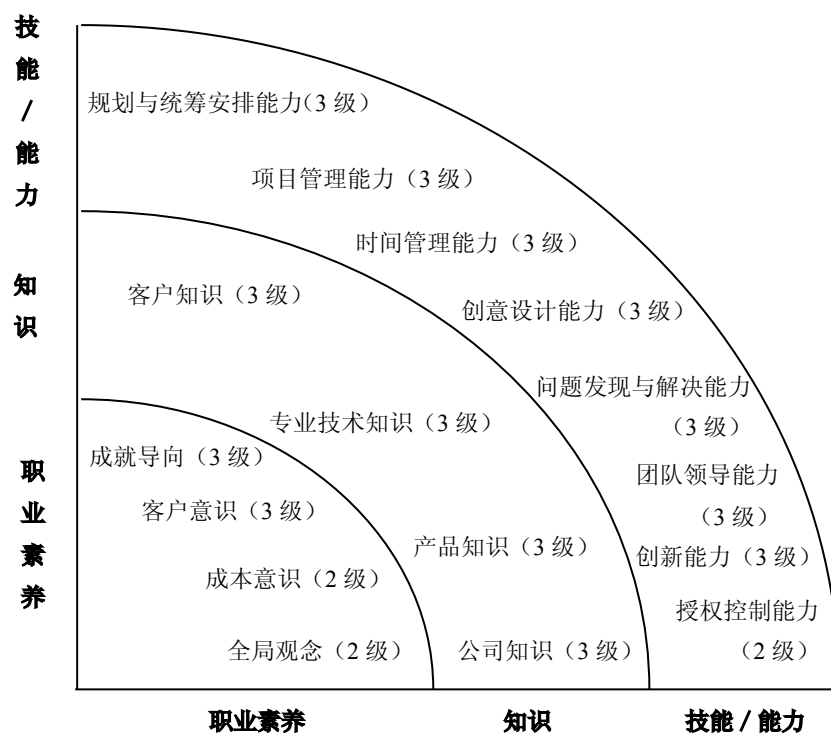 技能/能力
规划与统筹安排能力(3 级)
项目管理能力（3 级）
时间管理能力（3 级）
知识
客户知识（3 级）
创意设计能力（3 级）
问题发现与解决能力
（3 级）
专业技术知识（3 级）
职业素养
成就导向（3 级）
团队领导能力
（3 级）
客户意识（3 级）
产品知识（3 级）
创新能力（3 级）
成本意识（2 级）
授权控制能力
（2 级）
全局观念（2 级）
公司知识（3 级）
职业素养
知识
技能 / 能力